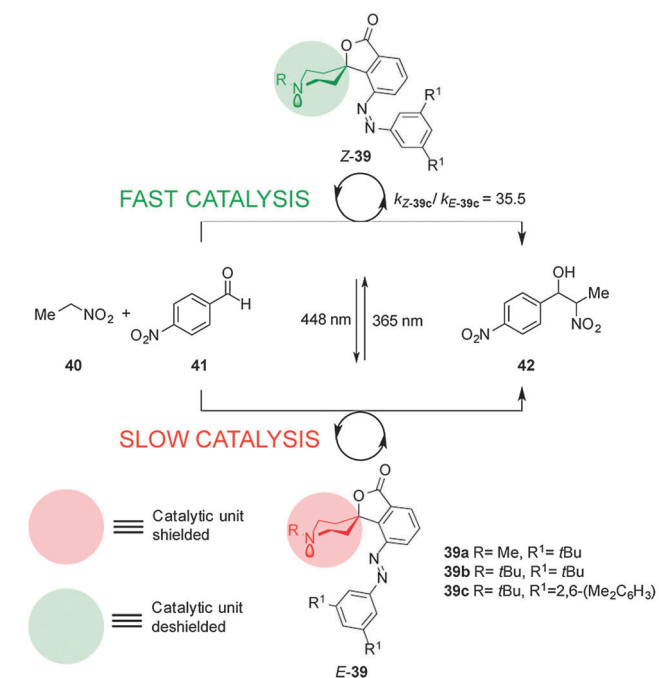 O
O
R
N
R¹
N
N
R¹
Z-39
FAST CATALYSIS
kZ-39c/ kE-39c = 35.5
O
OH
Me NO₂ + H
448 nm 365 nm
Me
O₂N
O₂N NO₂
40 41 42
SLOW CATALYSIS
O
O
R
N
N
N
R¹
R¹
E-39
Catalytic unit
shielded
Catalytic unit
deshielded
39a R= Me, R¹= tBu
39b R= tBu, R¹= tBu
39c R= tBu, R¹=2,6-(Me₂C₆H₃)